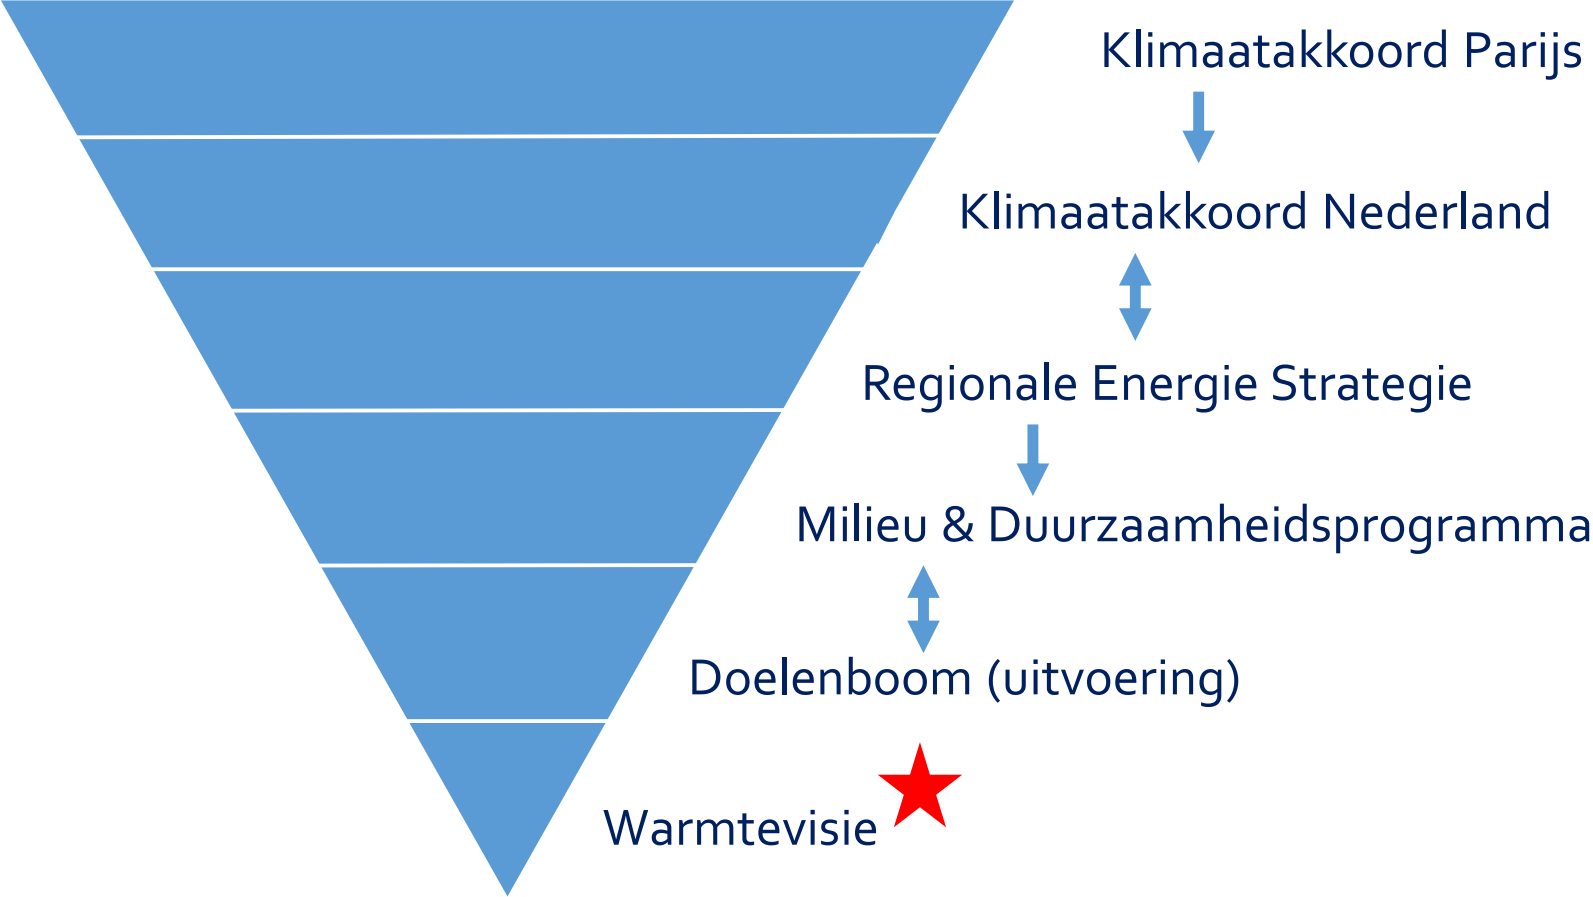 Klimaatakkoord Parijs
Klimaatakkoord Nederland
Regionale Energie Strategie
Milieu & Duurzaamheidsprogramma
Doelenboom (uitvoering)
Warmtevisie